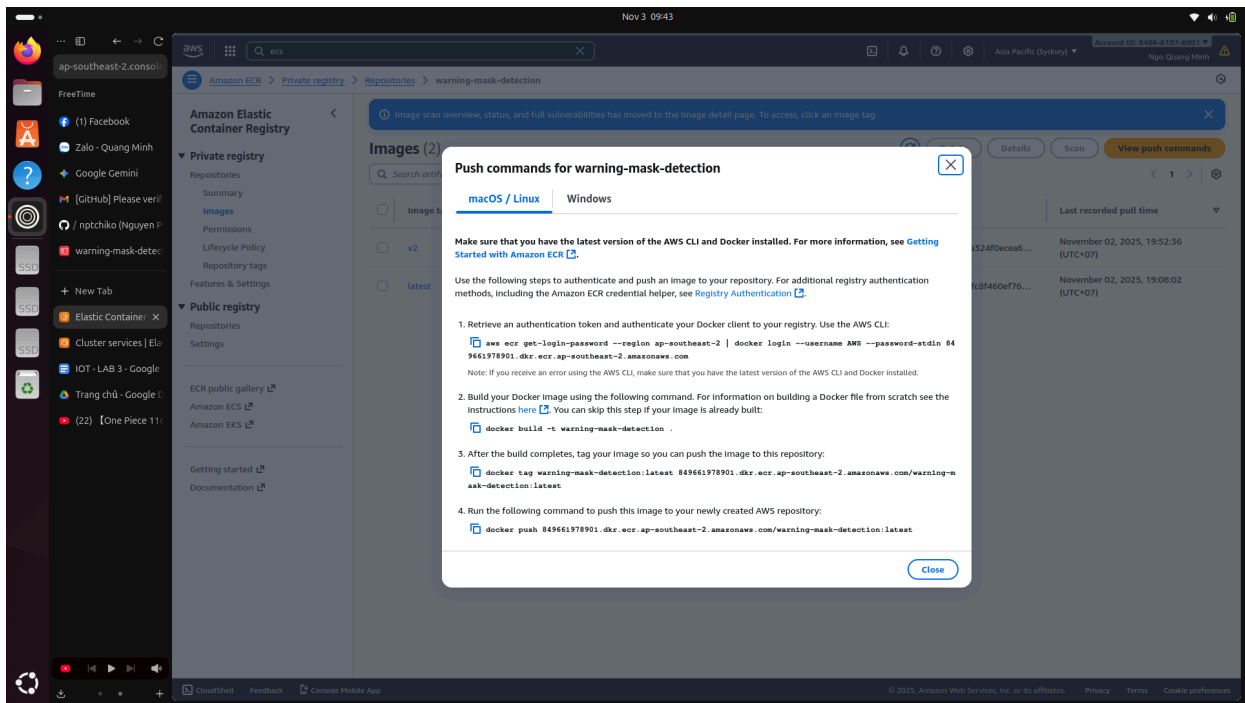 Nov 3 09:43
ap-southeast-2.console
FreeTime
(1) Facebook
Zalo - Quang Minh
Google Gemini
[GitHub] Please verif
/ nptchiko (Nguyen P
warning-mask-detec
New Tab
Elastic Container
Cluster services | Ela
IOT - LAB 3 - Google
Trang chủ - Google D
(22) 【One Piece 116
SSD
SSD
SSD
aws
ecs
Asia Pacific (Sydney)
Account ID: 8496-6197-8901
Ngo Quang Minh
Amazon ECR
Private registry
Repositories
warning-mask-detection
Amazon Elastic
Container Registry
Private registry
Repositories
Summary
Images
Permissions
Lifecycle Policy
Repository tags
Features & Settings
Public registry
Repositories
Settings
ECR public gallery
Amazon ECS
Amazon EKS
Getting started
Documentation
Image scan overview, status, and full vulnerabilities has moved to the Image detail page. To access, click an image tag.
Images (2)
Details
Scan
View push commands
Search artif
1
Image ta
Last recorded pull time
v2
a324f0ecea6...
November 02, 2025, 19:52:36
(UTC+07)
latest
fc8f460ef76...
November 02, 2025, 19:08:02
(UTC+07)
Push commands for warning-mask-detection
macOS / Linux
Windows
Make sure that you have the latest version of the AWS CLI and Docker installed. For more information, see Getting
Started with Amazon ECR.
Use the following steps to authenticate and push an image to your repository. For additional registry authentication
methods, including the Amazon ECR credential helper, see Registry Authentication.
1. Retrieve an authentication token and authenticate your Docker client to your registry. Use the AWS CLI:
aws ecr get-login-password --region ap-southeast-2 | docker login --username AWS --password-stdin 84
9661978901.dkr.ecr.ap-southeast-2.amazonaws.com
Note: If you receive an error using the AWS CLI, make sure that you have the latest version of the AWS CLI and Docker installed.
2. Build your Docker image using the following command. For information on building a Docker file from scratch see the
instructions here. You can skip this step if your image is already built:
docker build -t warning-mask-detection .
3. After the build completes, tag your image so you can push the image to this repository:
docker tag warning-mask-detection:latest 849661978901.dkr.ecr.ap-southeast-2.amazonaws.com/warning-m
ask-detection:latest
4. Run the following command to push this image to your newly created AWS repository:
docker push 849661978901.dkr.ecr.ap-southeast-2.amazonaws.com/warning-mask-detection:latest
Close
CloudShell
Feedback
Console Mobile App
© 2025, Amazon Web Services, Inc. or its affiliates.
Privacy
Terms
Cookie preferences